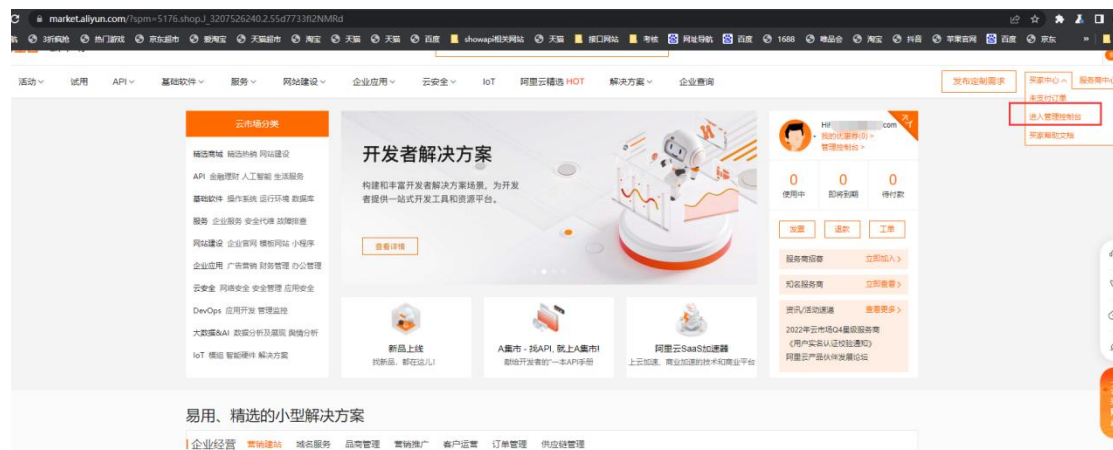 market.aliyun.com/?spm=5176.shop.J_3207526240.2.55d7733fl2NMRd
3折疯抢 热门游戏 京东超市 爱淘宝 天猫超市 淘宝 天猫 天猫 百度 showapi相关网站 天猫 接口网站 考核 网址导航 百度 1688 唯品会 淘宝 抖音 苹果官网 百度 京东
活动 试用 API 基础软件 服务 网站建设 企业应用 云安全 IoT 阿里云精选 HOT 解决方案 企业查询 发布定制需求 买家中心 服务商中心
未支付订单
进入管理控制台
买家帮助文档
云市场分类
精选商城 精选热销 网站建设
API 金融理财 人工智能 生活服务
基础软件 操作系统 运行环境 数据库
服务 企业服务 安全代维 故障排查
网站建设 企业官网 模板网站 小程序
企业应用 广告营销 财务管理 办公管理
云安全 网络安全 安全管理 应用安全
DevOps 应用开发 管理监控
大数据&AI 数据分析及展现 舆情分析
IoT 模组 智能硬件 解决方案
开发者解决方案
构建和丰富开发者解决方案场景，为开发
者提供一站式开发工具和资源平台。
查看详情
新品上线
找新品，都在这儿!
A集市 - 找API, 就上A集市!
献给开发者的“一本API手册
阿里云SaaS加速器
上云加速、商业加速的技术和商业平台
Hi! com
我的优惠券(0) >
管理控制台 >
0 0 0
使用中 即将到期 待付款
发票 退款 工单
服务商招募 立即加入 >
知名服务商 立即查看 >
资讯/活动速递 查看更多 >
2022年云市场Q4星级服务商
《用户实名认证校验通知》
阿里云产品伙伴发展论坛
易用、精选的小型解决方案
企业经营 营销建站 域名服务 品商管理 营销推广 客户运营 订单管理 供应链管理